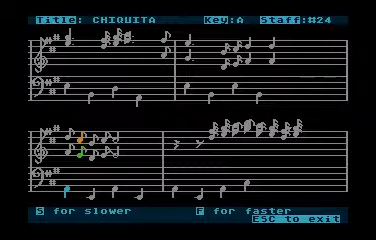 Title: CHIQUITA Key:A Staff:#24
S for slower F for faster
ESC to exit